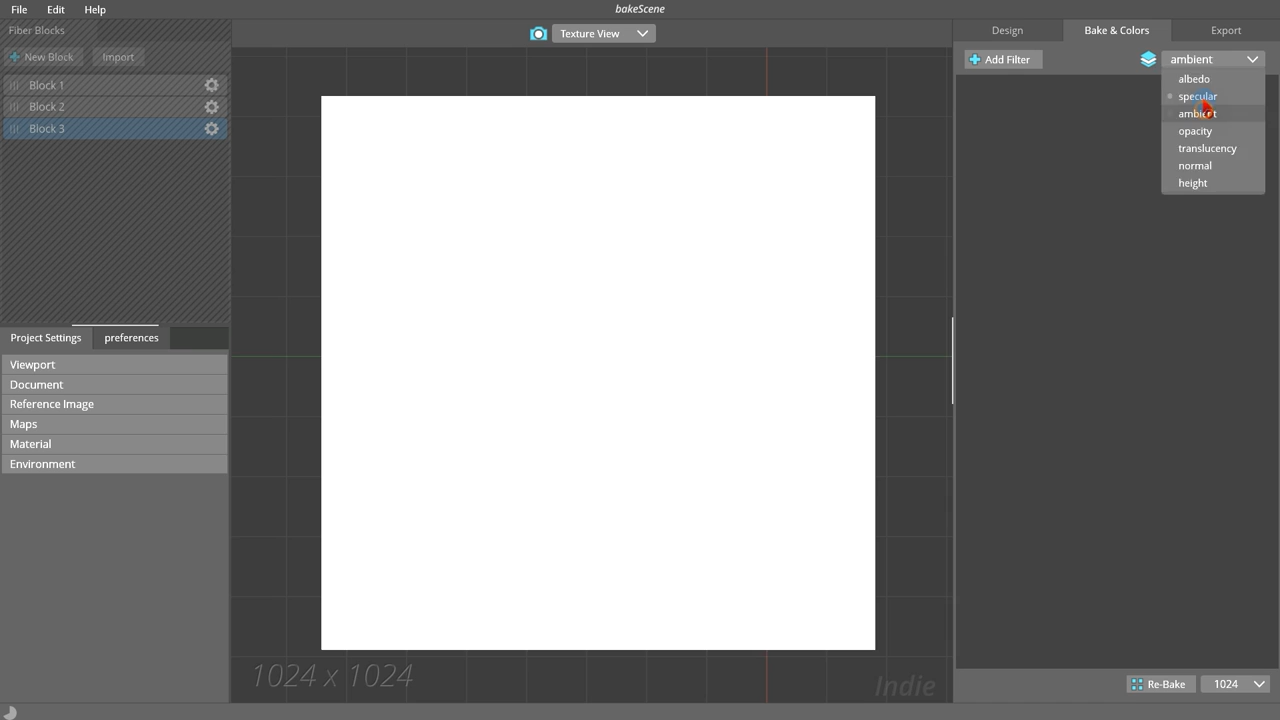 File Edit Help
bakeScene
Fiber Blocks
New Block Import
Block 1
Block 2
Block 3
Project Settings preferences
Viewport
Document
Reference Image
Maps
Material
Environment
Texture View
1024 x 1024
Indie
Design Bake & Colors Export
Add Filter ambient
albedo
specular
ambient
opacity
translucency
normal
height
Re-Bake 1024